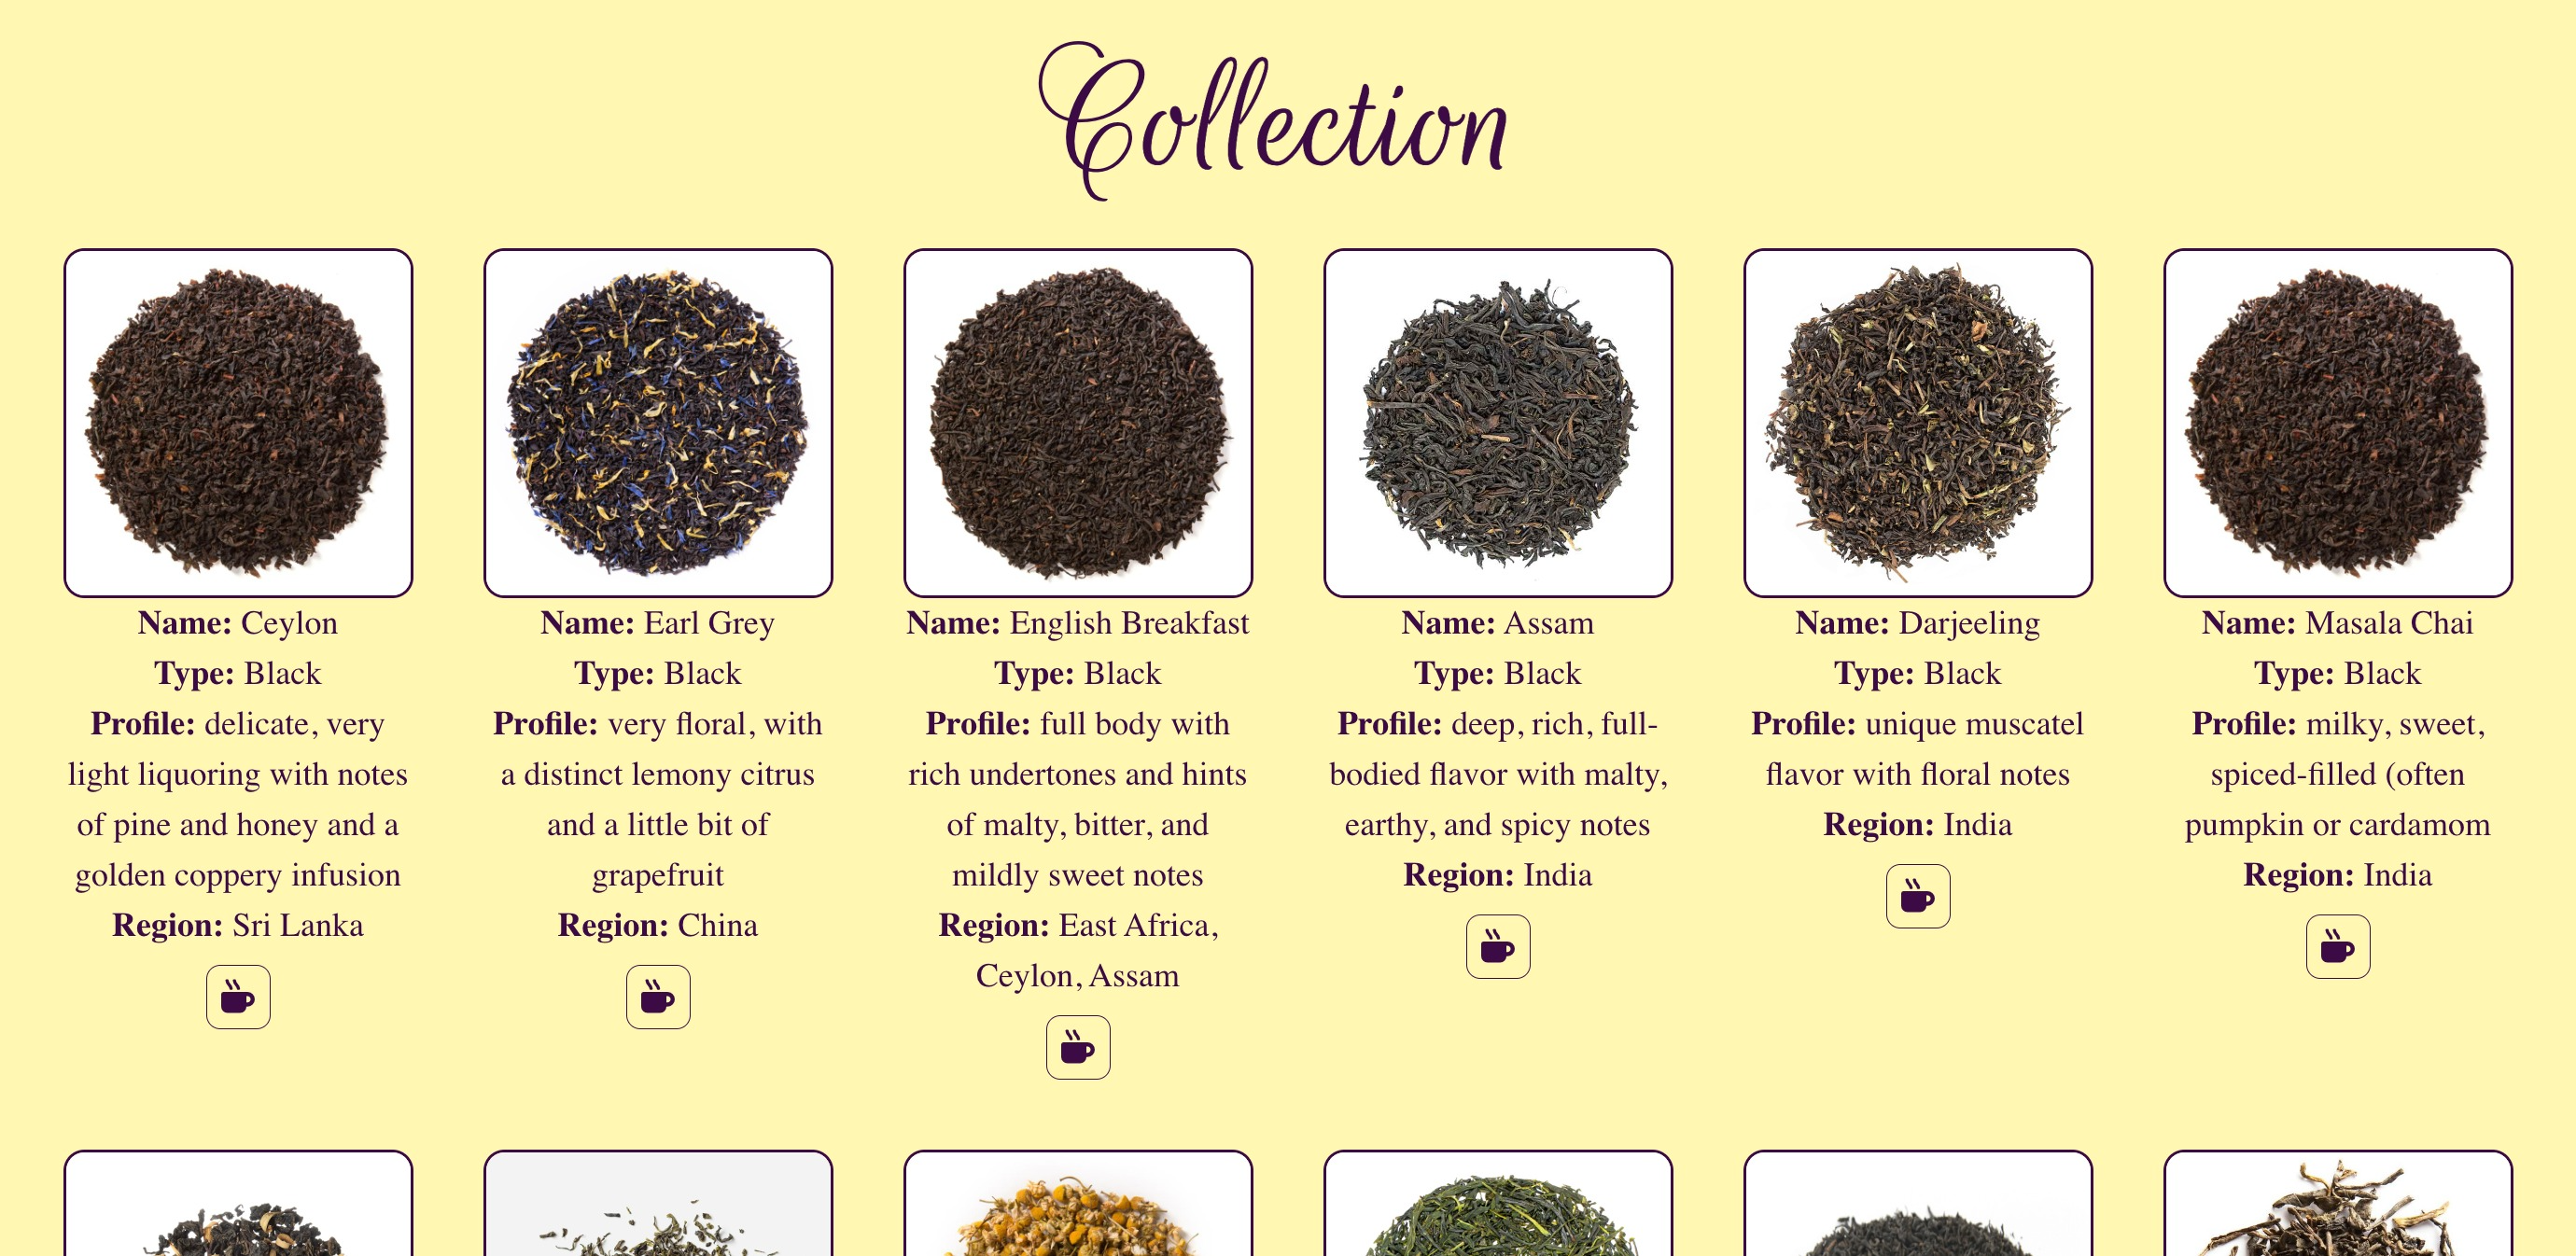 Collection
Name: Ceylon
Type: Black
Profile: delicate, very
light liquoring with notes
of pine and honey and a
golden coppery infusion
Region: Sri Lanka
Name: Earl Grey
Type: Black
Profile: very floral, with
a distinct lemony citrus
and a little bit of
grapefruit
Region: China
Name: English Breakfast
Type: Black
Profile: full body with
rich undertones and hints
of malty, bitter, and
mildly sweet notes
Region: East Africa,
Ceylon, Assam
Name: Assam
Type: Black
Profile: deep, rich, full-
bodied flavor with malty,
earthy, and spicy notes
Region: India
Name: Darjeeling
Type: Black
Profile: unique muscatel
flavor with floral notes
Region: India
Name: Masala Chai
Type: Black
Profile: milky, sweet,
spiced-filled (often
pumpkin or cardamom
Region: India